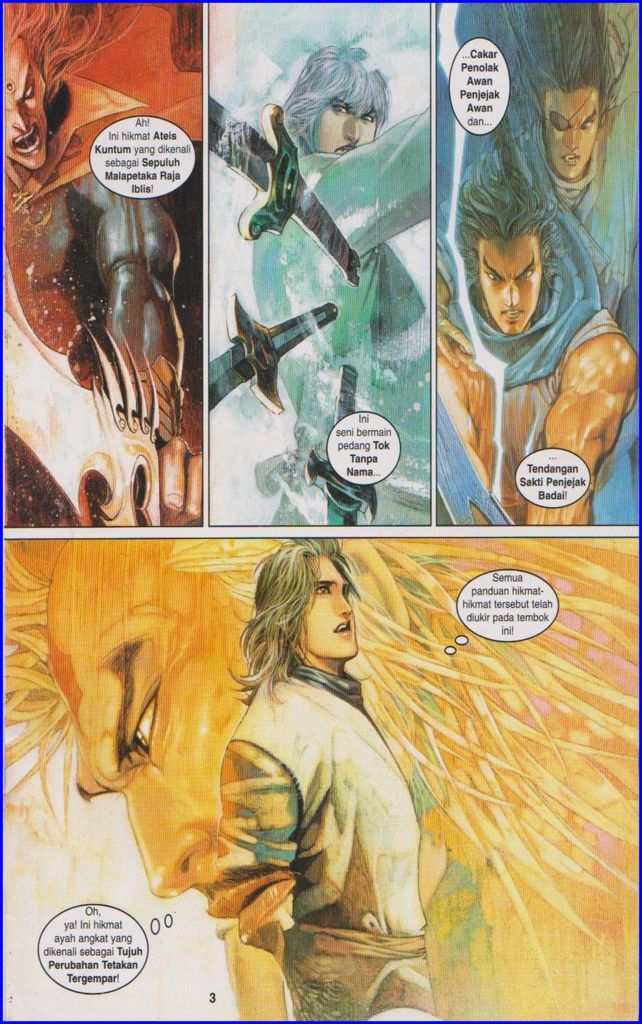 Ah!
Ini hikmat Ateis
Kuntum yang dikenali
sebagai Sepuluh
Malapetaka Raja
Iblis!
Ini
seni bermain
pedang Tok
Tanpa
Nama...
...Cakar
Penolak
Awan
Penjejak
Awan
dan...
...
Tendangan
Sakti Penjejak
Badai!
Semua
panduan hikmat-
hikmat tersebut telah
diukir pada tembok
ini!
Oh,
ya! Ini hikmat
ayah angkat yang
dikenali sebagai Tujuh
Perubahan Tetakan
Tergempar!
3